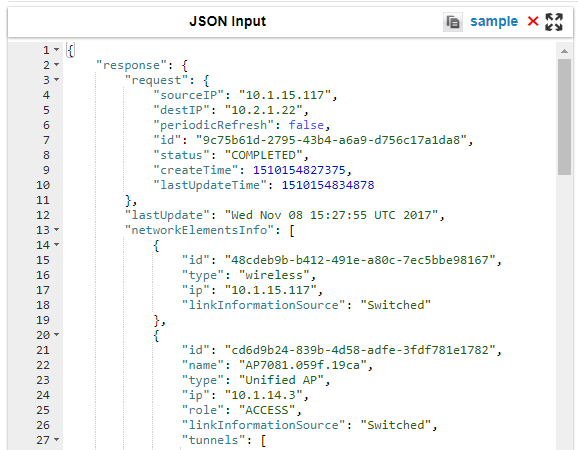 JSON Input sample
1 {
2 "response": {
3 "request": {
4 "sourceIP": "10.1.15.117",
5 "destIP": "10.2.1.22",
6 "periodicRefresh": false,
7 "id": "9c75b61d-2795-43b4-a6a9-d756c17a1da8",
8 "status": "COMPLETED",
9 "createTime": 1510154827375,
10 "lastUpdateTime": 1510154834878
11 },
12 "lastUpdate": "Wed Nov 08 15:27:55 UTC 2017",
13 "networkElementsInfo": [
14 {
15 "id": "48cdeb9b-b412-491e-a80c-7ec5bbe98167",
16 "type": "wireless",
17 "ip": "10.1.15.117",
18 "linkInformationSource": "Switched"
19 },
20 {
21 "id": "cd6d9b24-839b-4d58-adfe-3fdf781e1782",
22 "name": "AP7081.059f.19ca",
23 "type": "Unified AP",
24 "ip": "10.1.14.3",
25 "role": "ACCESS",
26 "linkInformationSource": "Switched",
27 "tunnels": [